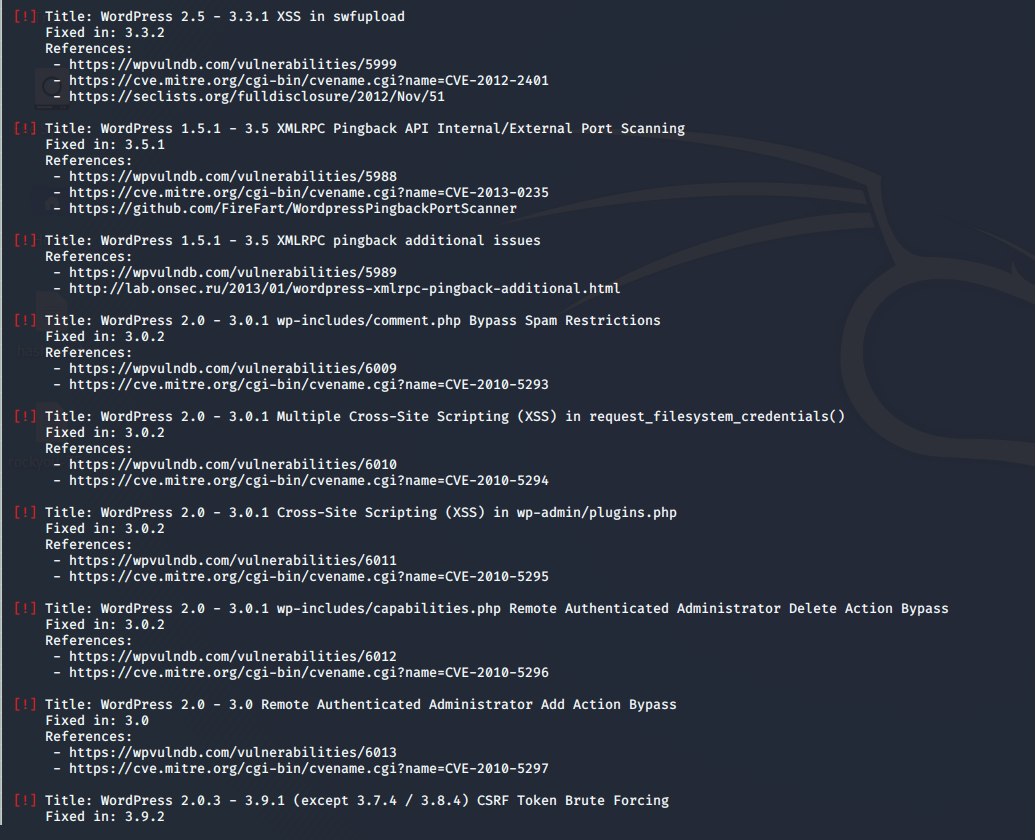 [!] Title: WordPress 2.5 - 3.3.1 XSS in swfupload
Fixed in: 3.3.2
References:
- https://wpvulndb.com/vulnerabilities/5999
- https://cve.mitre.org/cgi-bin/cvename.cgi?name=CVE-2012-2401
- https://seclists.org/fulldisclosure/2012/Nov/51
[!] Title: WordPress 1.5.1 - 3.5 XMLRPC Pingback API Internal/External Port Scanning
Fixed in: 3.5.1
References:
- https://wpvulndb.com/vulnerabilities/5988
- https://cve.mitre.org/cgi-bin/cvename.cgi?name=CVE-2013-0235
- https://github.com/FireFart/WordpressPingbackPortScanner
[!] Title: WordPress 1.5.1 - 3.5 XMLRPC pingback additional issues
References:
- https://wpvulndb.com/vulnerabilities/5989
- http://lab.onsec.ru/2013/01/wordpress-xmlrpc-pingback-additional.html
[!] Title: WordPress 2.0 - 3.0.1 wp-includes/comment.php Bypass Spam Restrictions
Fixed in: 3.0.2
References:
- https://wpvulndb.com/vulnerabilities/6009
- https://cve.mitre.org/cgi-bin/cvename.cgi?name=CVE-2010-5293
[!] Title: WordPress 2.0 - 3.0.1 Multiple Cross-Site Scripting (XSS) in request_filesystem_credentials()
Fixed in: 3.0.2
References:
- https://wpvulndb.com/vulnerabilities/6010
- https://cve.mitre.org/cgi-bin/cvename.cgi?name=CVE-2010-5294
[!] Title: WordPress 2.0 - 3.0.1 Cross-Site Scripting (XSS) in wp-admin/plugins.php
Fixed in: 3.0.2
References:
- https://wpvulndb.com/vulnerabilities/6011
- https://cve.mitre.org/cgi-bin/cvename.cgi?name=CVE-2010-5295
[!] Title: WordPress 2.0 - 3.0.1 wp-includes/capabilities.php Remote Authenticated Administrator Delete Action Bypass
Fixed in: 3.0.2
References:
- https://wpvulndb.com/vulnerabilities/6012
- https://cve.mitre.org/cgi-bin/cvename.cgi?name=CVE-2010-5296
[!] Title: WordPress 2.0 - 3.0 Remote Authenticated Administrator Add Action Bypass
Fixed in: 3.0
References:
- https://wpvulndb.com/vulnerabilities/6013
- https://cve.mitre.org/cgi-bin/cvename.cgi?name=CVE-2010-5297
[!] Title: WordPress 2.0.3 - 3.9.1 (except 3.7.4 / 3.8.4) CSRF Token Brute Forcing
Fixed in: 3.9.2